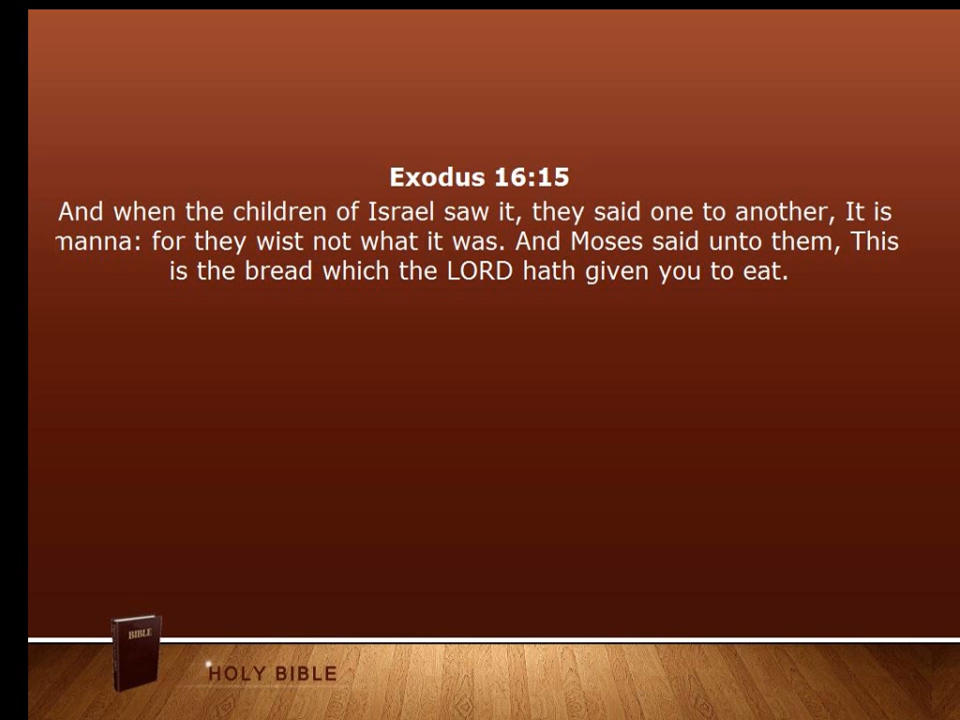 Exodus 16:15
And when the children of Israel saw it, they said one to another, It is
manna: for they wist not what it was. And Moses said unto them, This
is the bread which the LORD hath given you to eat.
BIBLE
HOLY BIBLE